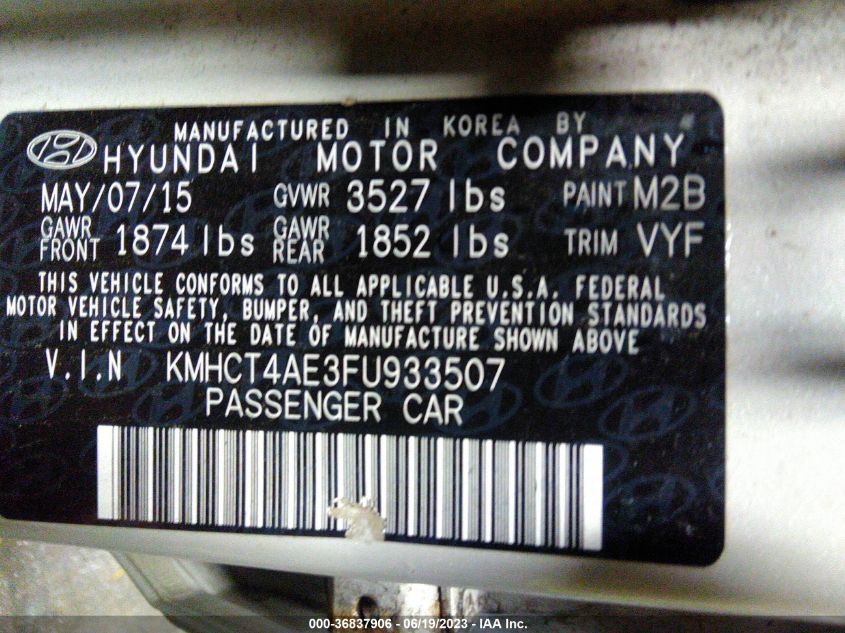 MANUFACTURED IN KOREA BY
HYUNDAI MOTOR COMPANY
MAY/07/15 GVWR 3527 lbs PAINT M2B
GAWR FRONT 1874 lbs GAWR REAR 1852 lbs TRIM VYF
THIS VEHICLE CONFORMS TO ALL APPLICABLE U.S.A. FEDERAL
MOTOR VEHICLE SAFETY, BUMPER, AND THEFT PREVENTION STANDARDS
IN EFFECT ON THE DATE OF MANUFACTURE SHOWN ABOVE
V.I.N KMHCT4AE3FU933507
PASSENGER CAR
000-36837906 - 06/19/2023 - IAA Inc.